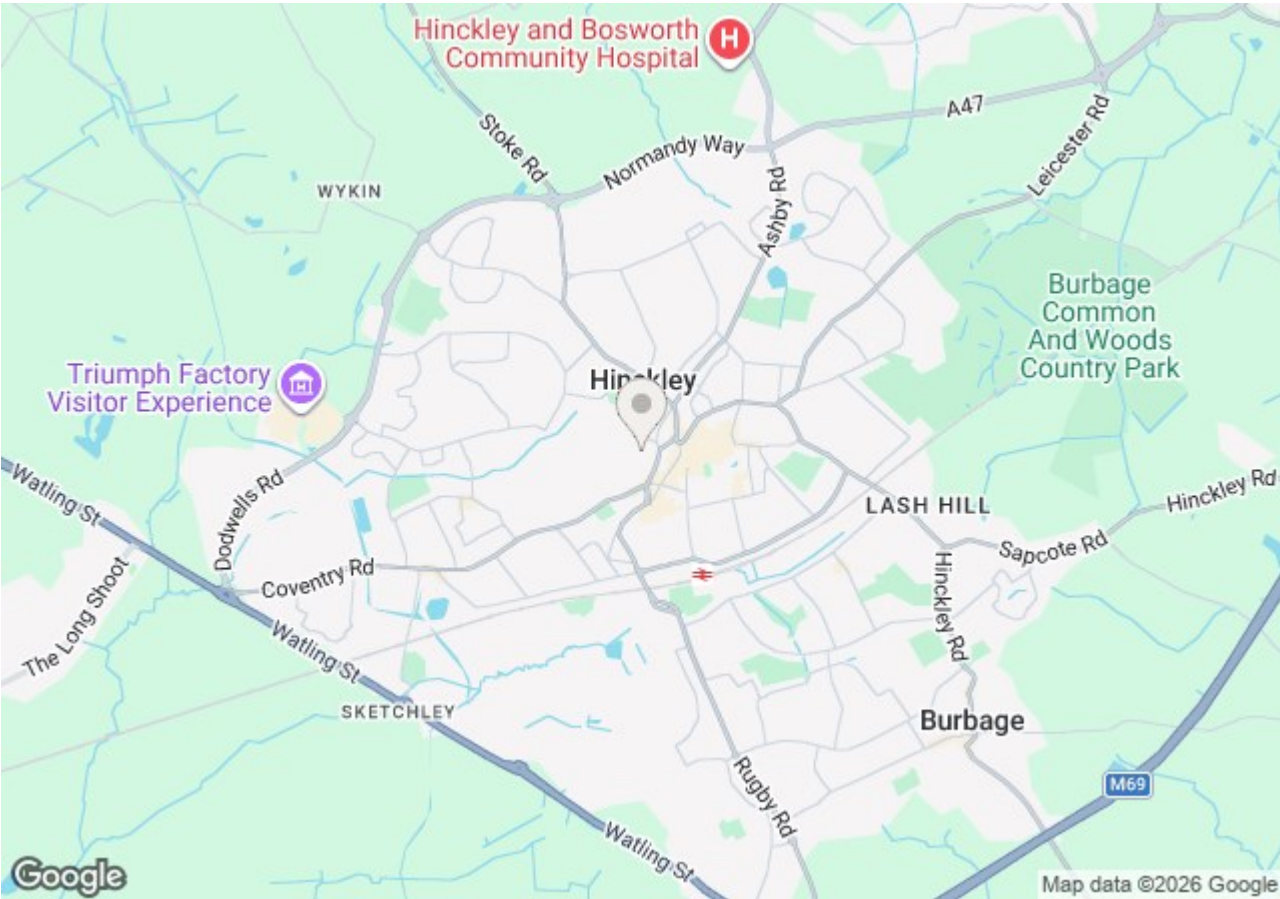 Hinckley and Bosworth
Community Hospital
H
A47
Leicester Rd
Stoke Rd
Normandy Way
WYKIN
Ashby Rd
Burbage
Common
And Woods
Country Park
Triumph Factory
Visitor Experience
Hinckley
Watling St
Dodwells Rd
LASH HILL
Hinckley Rd
Sapcote Rd
Coventry Rd
The Long Shoot
Watling St
Hinckley Rd
SKETCHLEY
Burbage
Rugby Rd
M69
Watling St
Google
Map data ©2026 Google